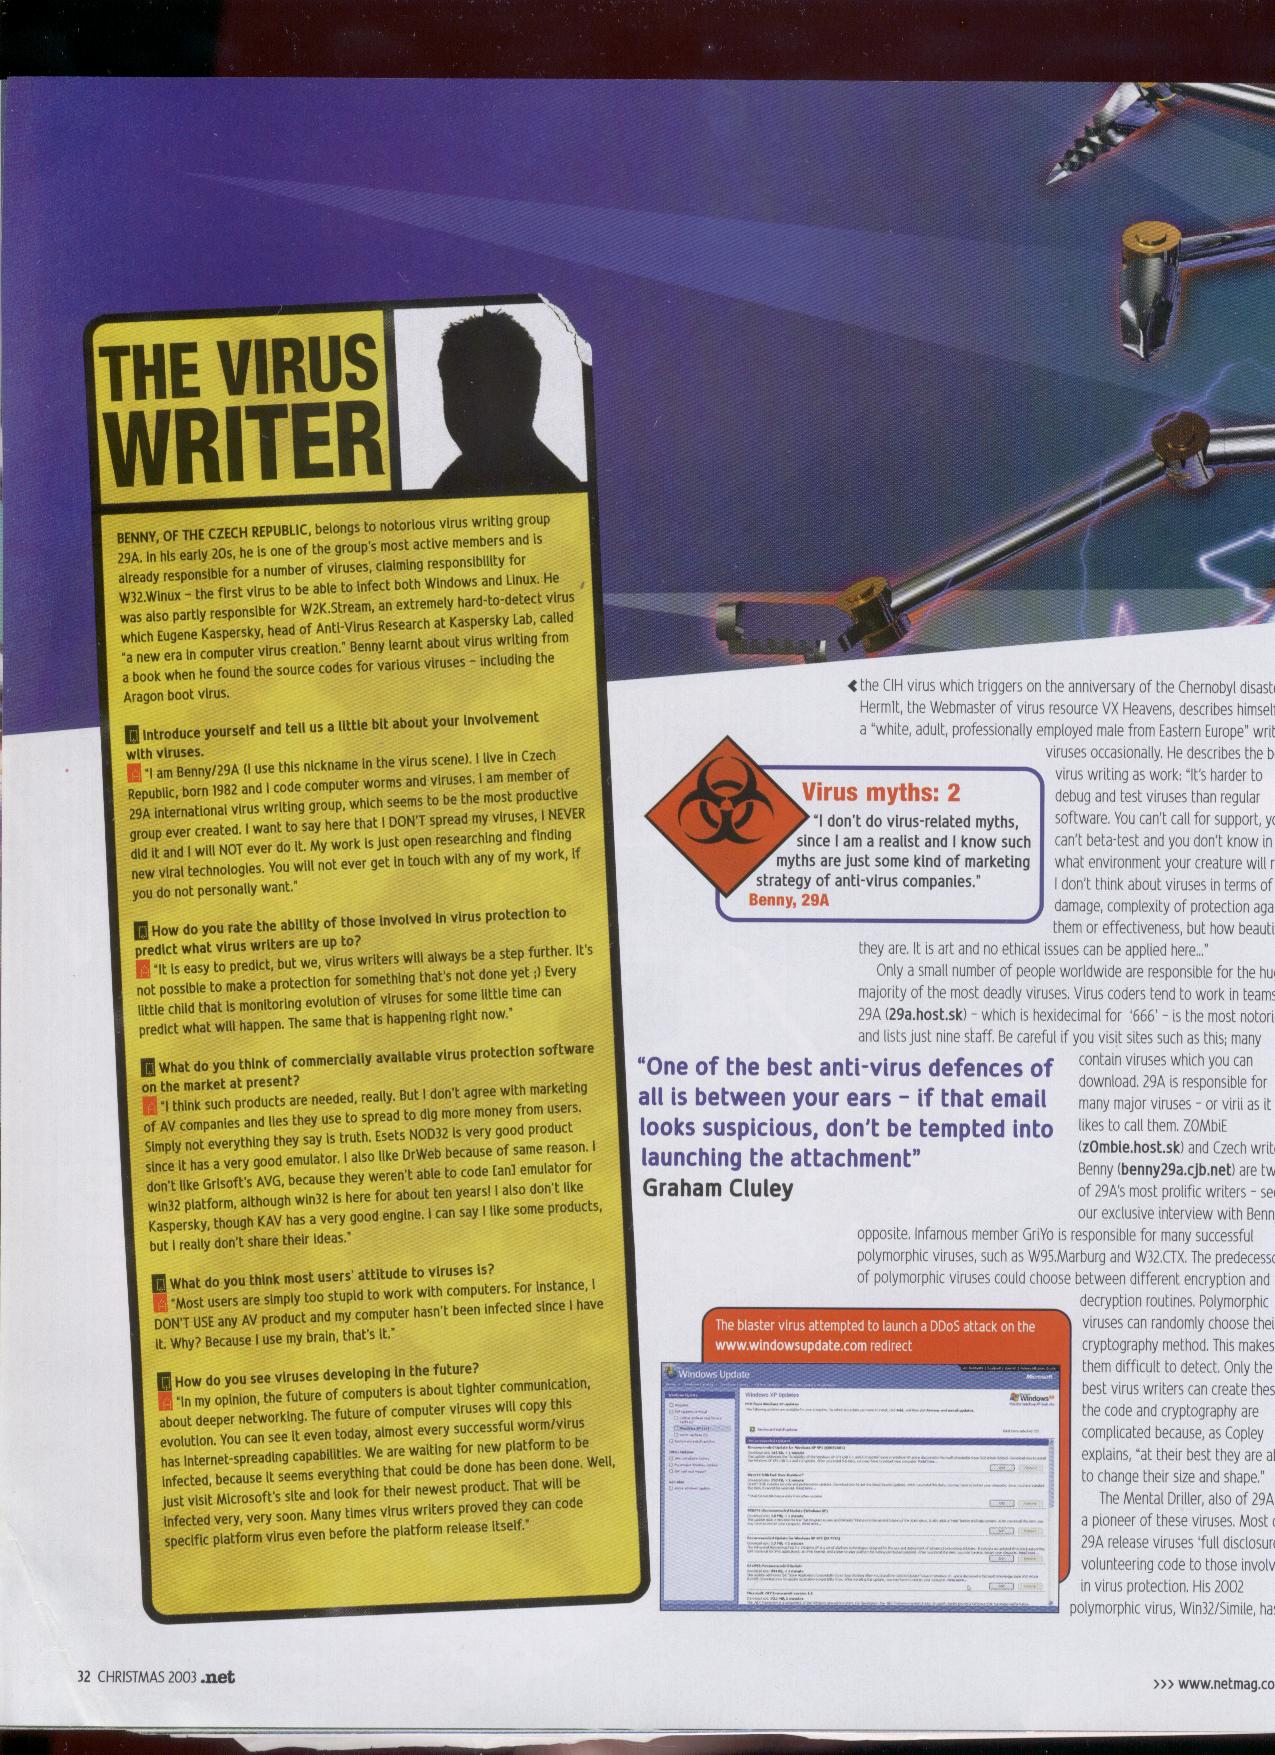 THE VIRUS
WRITER
BENNY, OF THE CZECH REPUBLIC, belongs to notorious virus writing group
29A. In his early 20s, he is one of the group's most active members and is
already responsible for a number of viruses, claiming responsibility for
W32.Winux – the first virus to be able to infect both Windows and Linux. He
was also partly responsible for W2K.Stream, an extremely hard-to-detect virus
which Eugene Kaspersky, head of Anti-Virus Research at Kaspersky Lab, called
"a new era in computer virus creation." Benny learnt about virus writing from
a book when he found the source codes for various viruses – including the
Aragon boot virus.
Q Introduce yourself and tell us a little bit about your involvement
with viruses.
A "I am Benny/29A (I use this nickname in the virus scene). I live in Czech
Republic, born 1982 and I code computer worms and viruses. I am member of
29A international virus writing group, which seems to be the most productive
group ever created. I want to say here that I DON'T spread my viruses, I NEVER
did it and I will NOT ever do it. My work is just open researching and finding
new viral technologies. You will not ever get in touch with any of my work, if
you do not personally want."
Q How do you rate the ability of those involved in virus protection to
predict what virus writers are up to?
A "It is easy to predict, but we, virus writers will always be a step further. It's
not possible to make a protection for something that's not done yet ;) Every
little child that is monitoring evolution of viruses for some little time can
predict what will happen. The same that is happening right now."
Q What do you think of commercially available virus protection software
on the market at present?
A "I think such products are needed, really. But I don't agree with marketing
of AV companies and lies they use to spread to dig more money from users.
Simply not everything they say is truth. Esets NOD32 is very good product
since it has a very good emulator. I also like DrWeb because of same reason. I
don't like Grisoft's AVG, because they weren't able to code [an] emulator for
win32 platform, although win32 is here for about ten years! I also don't like
Kaspersky, though KAV has a very good engine. I can say I like some products,
but I really don't share their ideas."
Q What do you think most users' attitude to viruses is?
A "Most users are simply too stupid to work with computers. For instance, I
DON'T USE any AV product and my computer hasn't been infected since I have
it. Why? Because I use my brain, that's it."
Q How do you see viruses developing in the future?
A "In my opinion, the future of computers is about tighter communication,
about deeper networking. The future of computer viruses will copy this
evolution. You can see it even today, almost every successful worm/virus
has Internet-spreading capabilities. We are waiting for new platform to be
infected, because it seems everything that could be done has been done. Well,
just visit Microsoft's site and look for their newest product. That will be
infected very, very soon. Many times virus writers proved they can code
specific platform virus even before the platform release itself."
the CIH virus which triggers on the anniversary of the Chernobyl disaste
Herm1t, the Webmaster of virus resource VX Heavens, describes himsel
a "white, adult, professionally employed male from Eastern Europe" writ
viruses occasionally. He describes the b
virus writing as work: "It's harder to
debug and test viruses than regular
software. You can't call for support, yo
can't beta-test and you don't know in
what environment your creature will r
I don't think about viruses in terms of
damage, complexity of protection aga
them or effectiveness, but how beauti
they are. It is art and no ethical issues can be applied here..."
Virus myths: 2
"I don't do virus-related myths,
since I am a realist and I know such
myths are just some kind of marketing
strategy of anti-virus companies."
Benny, 29A
Only a small number of people worldwide are responsible for the hu
majority of the most deadly viruses. Virus coders tend to work in teams
29A (29a.host.sk) – which is hexidecimal for '666' – is the most notori
and lists just nine staff. Be careful if you visit sites such as this; many
contain viruses which you can
download. 29A is responsible for
many major viruses – or virii as it
likes to call them. ZOMbiE
(z0mbie.host.sk) and Czech write
Benny (benny29a.cjb.net) are tw
of 29A's most prolific writers – see
our exclusive interview with Benn
opposite. Infamous member GriYo is responsible for many successful
polymorphic viruses, such as W95.Marburg and W32.CTX. The predecesso
of polymorphic viruses could choose between different encryption and
decryption routines. Polymorphic
viruses can randomly choose thei
cryptography method. This makes
them difficult to detect. Only the
best virus writers can create thes
the code and cryptography are
complicated because, as Copley
explains, "at their best they are al
to change their size and shape."
The Mental Driller, also of 29A
a pioneer of these viruses. Most o
29A release viruses 'full disclosure
volunteering code to those involv
in virus protection. His 2002
polymorphic virus, Win32/Simile, has
"One of the best anti-virus defences of
all is between your ears – if that email
looks suspicious, don't be tempted into
launching the attachment"
Graham Cluley
The blaster virus attempted to launch a DDoS attack on the
www.windowsupdate.com redirect
Windows Update
Microsoft
Windows XP Updates
Windows
32 CHRISTMAS 2003 .net
>>> www.netmag.co